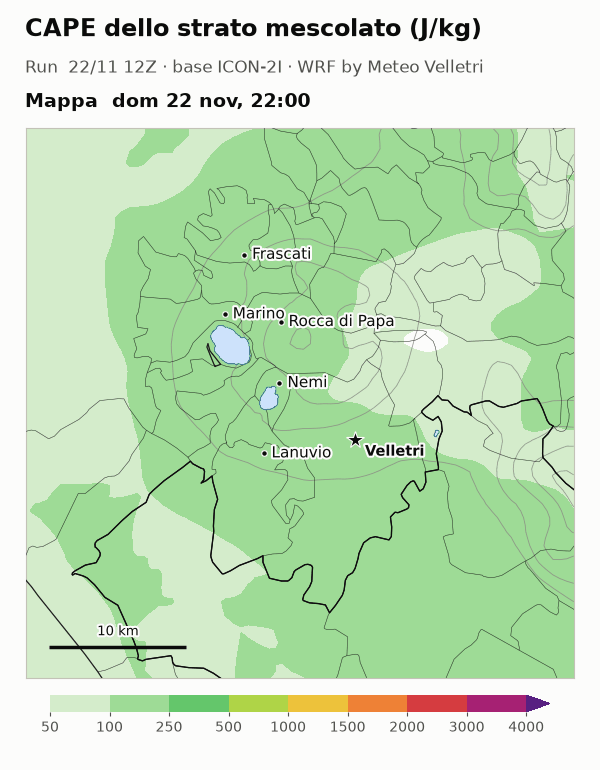 CAPE dello strato mescolato (J/kg)
Run  22/11 12Z · base ICON-2I · WRF by Meteo Velletri
Mappa  dom 22 nov, 22:00
Frascati
Marino
Rocca di Papa
Nemi
Velletri
Lanuvio
10 km
50 100 250 500 1000 1500 2000 3000 4000